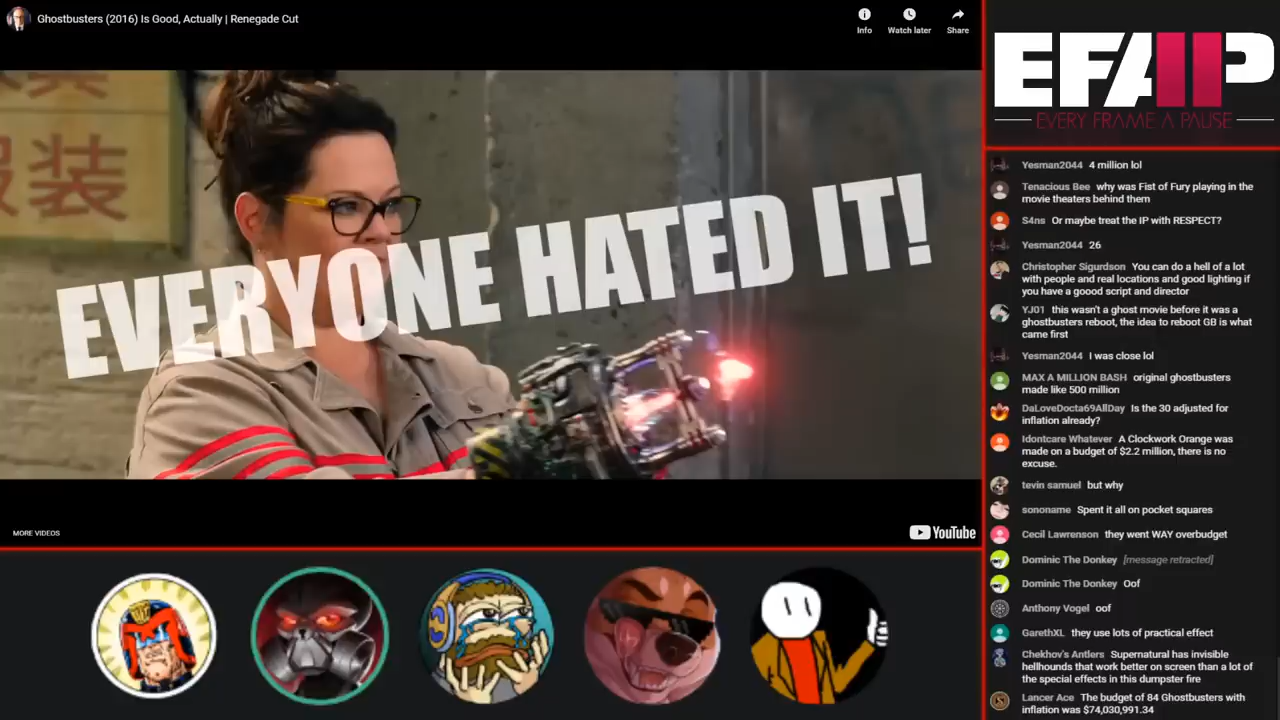 Ghostbusters (2016) Is Good, Actually | Renegade Cut
Info
Watch later
Share
服装
EVERYONE HATED IT!
MORE VIDEOS
YouTube
EFAP
EVERY FRAME A PAUSE
Yesman2044 4 million lol
Tenacious Bee why was Fist of Fury playing in the
movie theaters behind them
S4ns Or maybe treat the IP with RESPECT?
Yesman2044 26
Christopher Sigurdson You can do a hell of a lot
with people and real locations and good lighting if
you have a goood script and director
YJ01 this wasn't a ghost movie before it was a
ghostbusters reboot, the idea to reboot GB is what
came first
Yesman2044 I was close lol
MAX A MILLION BASH original ghostbusters
made like 500 million
DaLoveDocta69AllDay Is the 30 adjusted for
inflation already?
Idontcare Whatever A Clockwork Orange was
made on a budget of $2.2 million, there is no
excuse.
tevin samuel but why
sononame Spent it all on pocket squares
Cecil Lawrenson they went WAY overbudget
Dominic The Donkey [message retracted]
Dominic The Donkey Oof
Anthony Vogel oof
GarethXL they use lots of practical effect
Chekhov's Antlers Supernatural has invisible
hellhounds that work better on screen than a lot of
the special effects in this dumpster fire
Lancer Ace The budget of 84 Ghostbusters with
inflation was $74,030,991.34